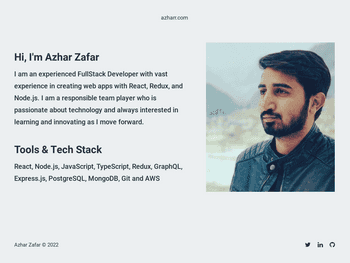 azharr.com
Hi, I'm Azhar Zafar
I am an experienced FullStack Developer with vast
experience in creating web apps with React, Redux, and
Node.js. I am a responsible team player who is
passionate about technology and always interested in
learning and innovating as I move forward.
Tools & Tech Stack
React, Node.js, JavaScript, TypeScript, Redux, GraphQL,
Express.js, PostgreSQL, MongoDB, Git and AWS
Azhar Zafar © 2022